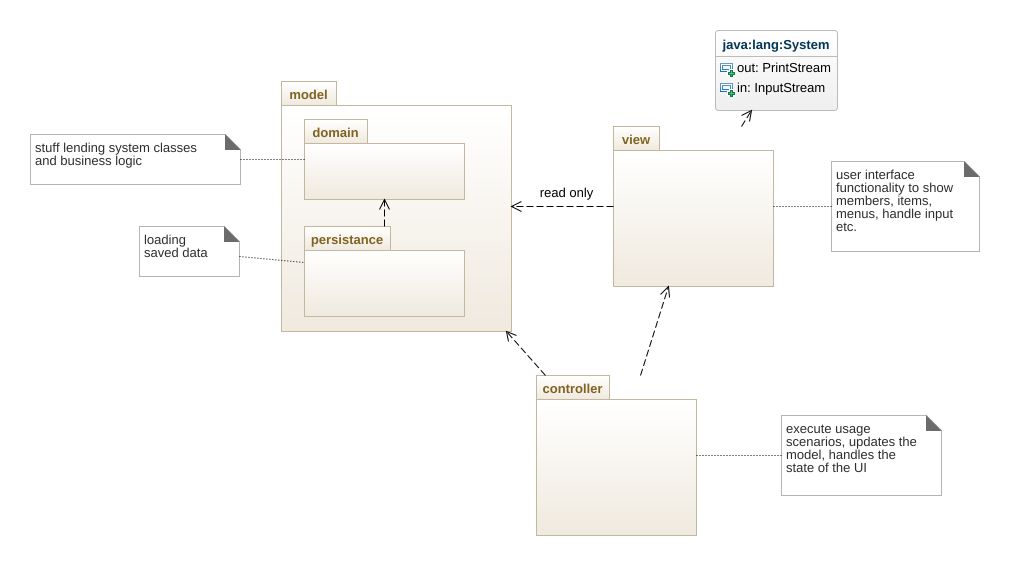 java:lang:System
out: PrintStream
in: InputStream
model
domain
stuff lending system classes
and business logic
view
user interface
functionality to show
members, items,
menus, handle input
etc.
read only
persistance
loading
saved data
controller
execute usage
scenarios, updates the
model, handles the
state of the UI